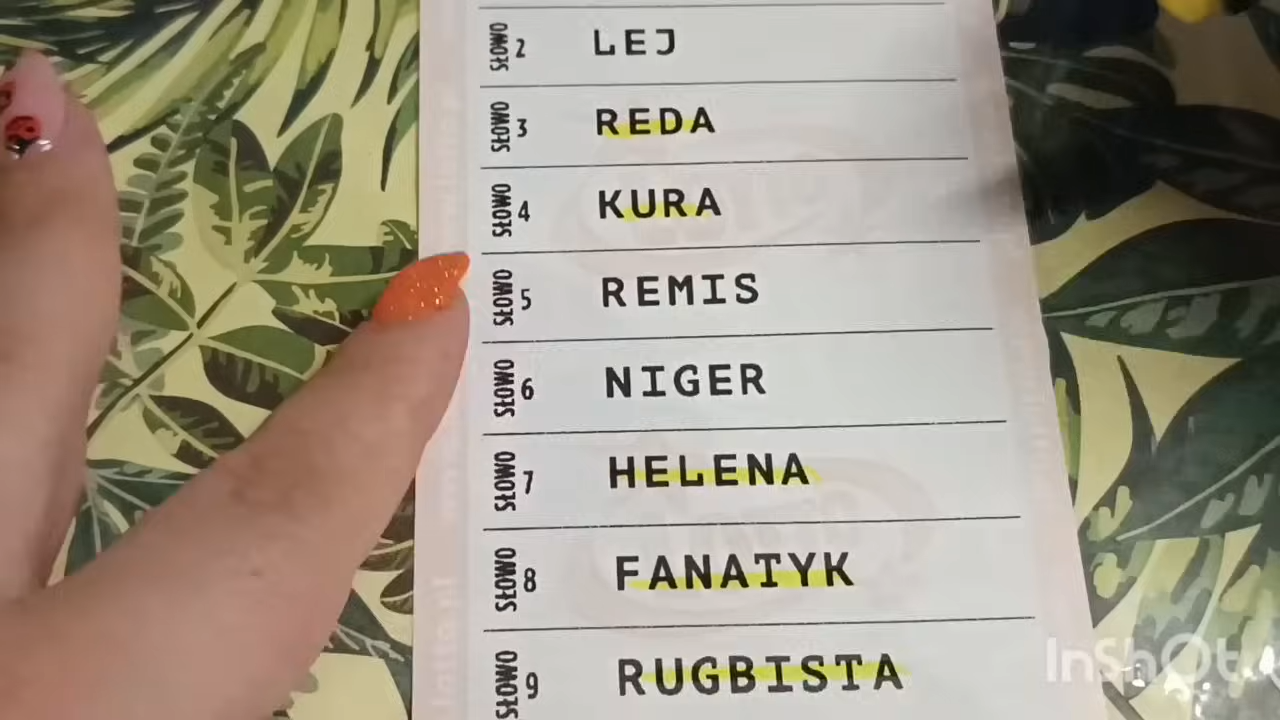 SŁOWO 2 LEJ
SŁOWO 3 REDA
SŁOWO 4 KURA
SŁOWO 5 REMIS
SŁOWO 6 NIGER
SŁOWO 7 HELENA
SŁOWO 8 FANATYK
SŁOWO 9 RUGBISTA
InShOt